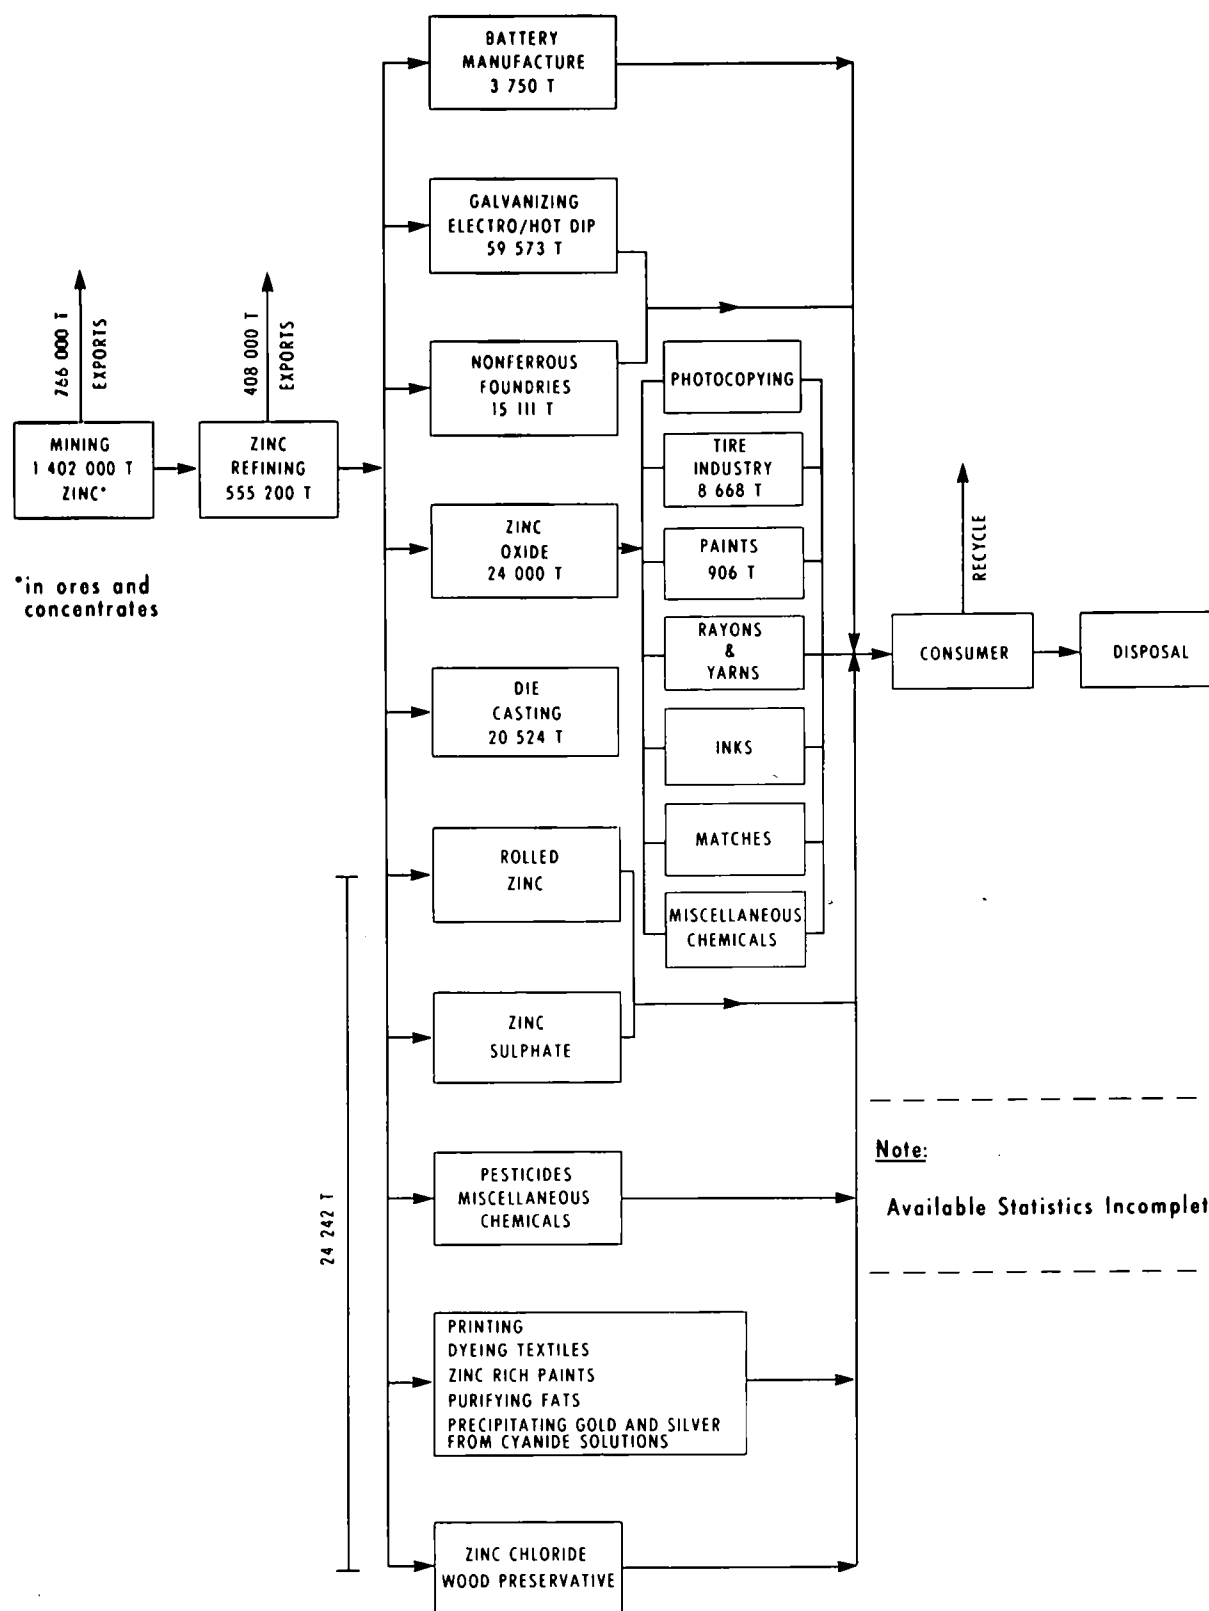 BATTERY
MANUFACTURE
3 750 T
GALVANIZING
ELECTRO/HOT DIP
59 573 T
766 000 T
EXPORTS
408 000 T
EXPORTS
NONFERROUS
FOUNDRIES
15 111 T
PHOTOCOPYING
MINING
1 402 000 T
ZINC*
ZINC
REFINING
555 200 T
TIRE
INDUSTRY
8 668 T
ZINC
OXIDE
24 000 T
PAINTS
906 T
RECYCLE
*in ores and
concentrates
RAYONS
&
YARNS
CONSUMER
DISPOSAL
DIE
CASTING
20 524 T
INKS
MATCHES
ROLLED
ZINC
MISCELLANEOUS
CHEMICALS
ZINC
SULPHATE
Note:
Available Statistics Incomplet
PESTICIDES
MISCELLANEOUS
CHEMICALS
24 242 T
PRINTING
DYEING TEXTILES
ZINC RICH PAINTS
PURIFYING FATS
PRECIPITATING GOLD AND SILVER
FROM CYANIDE SOLUTIONS
ZINC CHLORIDE
WOOD PRESERVATIVE